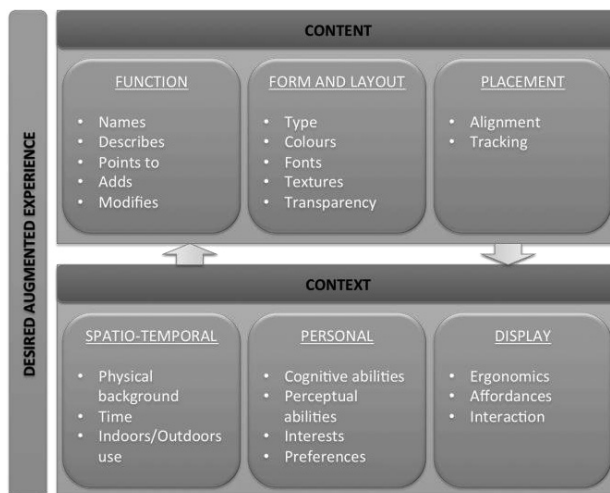 DESIRED AUGMENTED EXPERIENCE
CONTENT
FUNCTION
• Names
• Describes
• Points to
• Adds
• Modifies
FORM AND LAYOUT
• Type
• Colours
• Fonts
• Textures
• Transparency
PLACEMENT
• Alignment
• Tracking
CONTEXT
SPATIO-TEMPORAL
• Physical
background
• Time
• Indoors/Outdoors
use
PERSONAL
• Cognitive abilities
• Perceptual
abilities
• Interests
• Preferences
DISPLAY
• Ergonomics
• Affordances
• Interaction